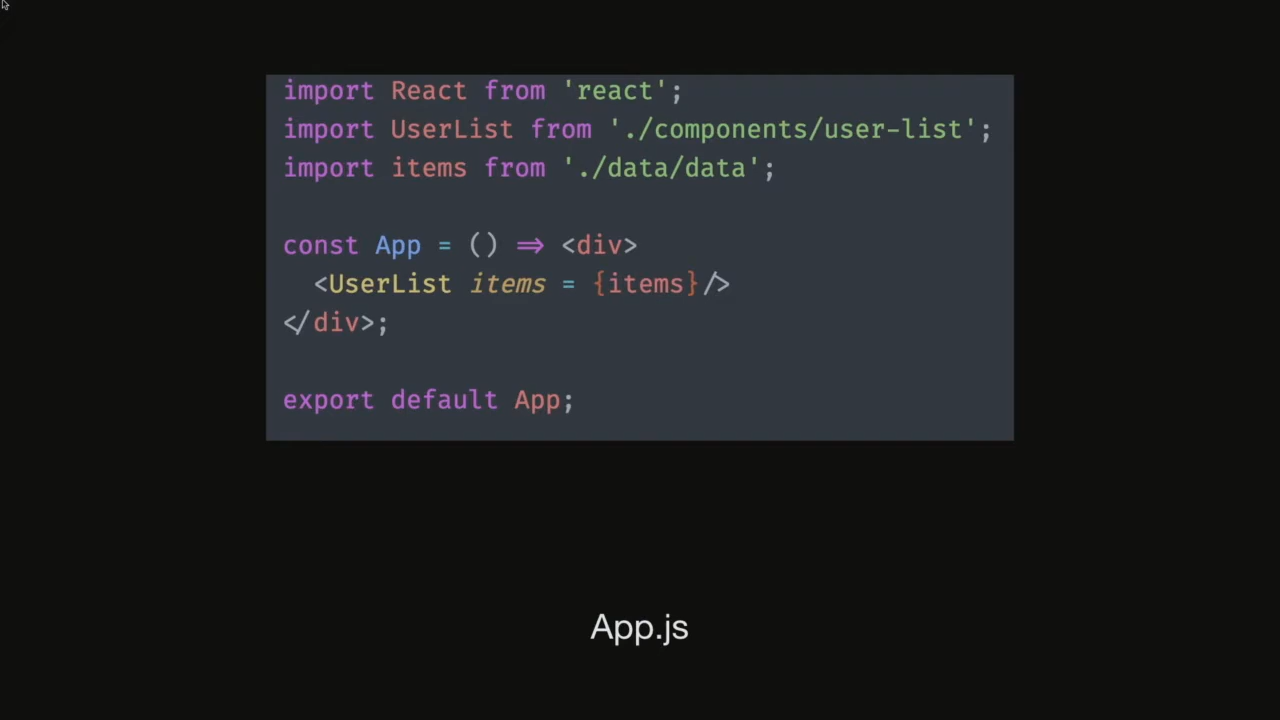 import React from 'react';
import UserList from './components/user-list';
import items from './data/data';
const App = () => <div>
<UserList items = {items}/>
</div>;
export default App;
App.js